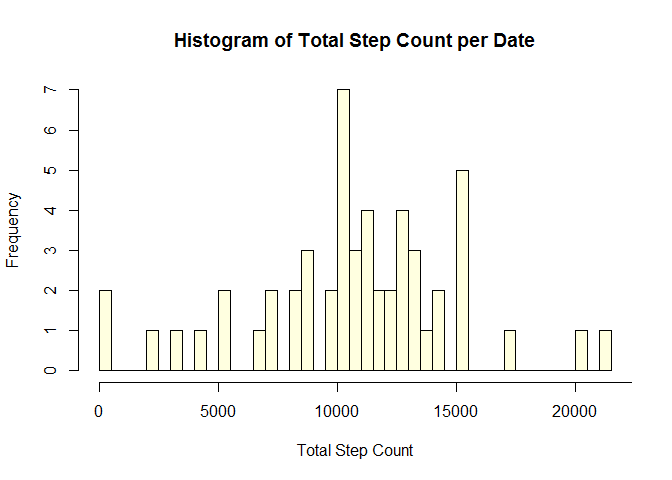 Histogram of Total Step Count per Date
Frequency
7
6
5
4
3
2
1
0
0 5000 10000 15000 20000
Total Step Count